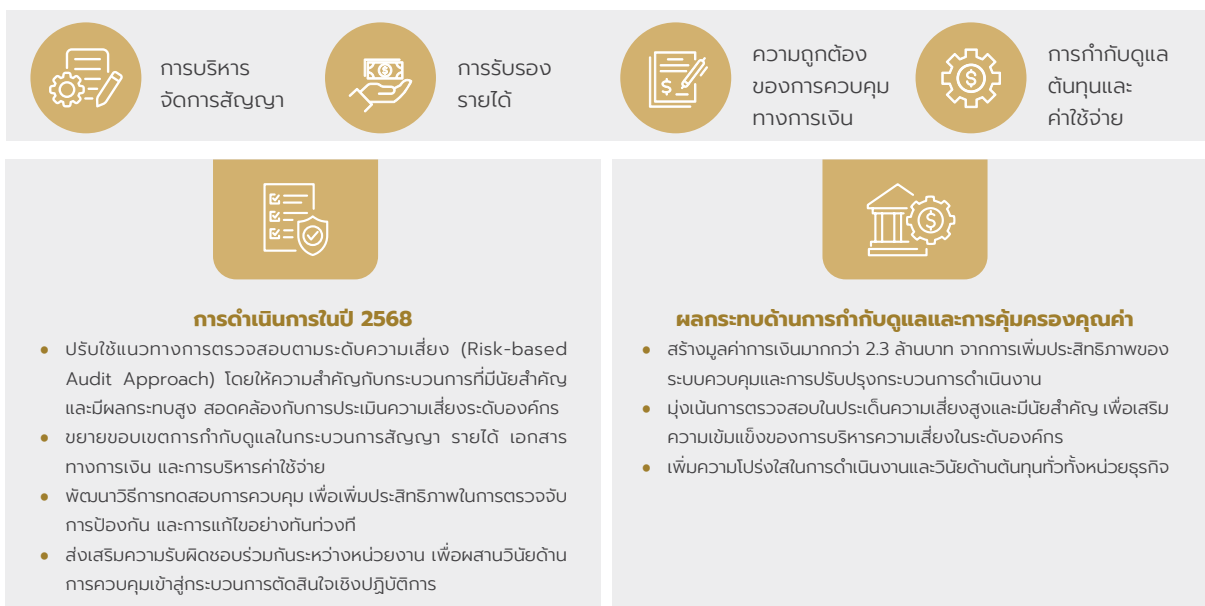 การบริหาร
จัดการสัญญา
การรับรอง
รายได้
ความถูกต้อง
ของการควบคุม
ทางการเงิน
การกำกับดูแล
ต้นทุนและ
ค่าใช้จ่าย
การดำเนินการในปี 2568
• ปรับใช้แนวทางการตรวจสอบตามระดับความเสี่ยง (Risk-based
Audit Approach) โดยให้ความสำคัญกับกระบวนการที่มีนัยสำคัญ
และมีผลกระทบสูง สอดคล้องกับการประเมินความเสี่ยงระดับองค์กร
• ขยายขอบเขตการกำกับดูแลในกระบวนการสัญญา รายได้ เอกสาร
ทางการเงิน และการบริหารค่าใช้จ่าย
• พัฒนาวิธีการทดสอบการควบคุม เพื่อเพิ่มประสิทธิภาพในการตรวจจับ
การป้องกัน และการแก้ไขอย่างทันท่วงที
• ส่งเสริมความรับผิดชอบร่วมกันระหว่างหน่วยงาน เพื่อผสานวินัยด้าน
การควบคุมเข้าสู่กระบวนการตัดสินใจเชิงปฏิบัติการ
ผลกระทบด้านการกำกับดูแลและการคุ้มครองคุณค่า
• สร้างมูลค่าการเงินมากกว่า 2.3 ล้านบาท จากการเพิ่มประสิทธิภาพของ
ระบบควบคุมและการปรับปรุงกระบวนการดำเนินงาน
• มุ่งเน้นการตรวจสอบในประเด็นความเสี่ยงสูงและมีนัยสำคัญ เพื่อเสริม
ความเข้มแข็งของการบริหารความเสี่ยงในระดับองค์กร
• เพิ่มความโปร่งใสในการดำเนินงานและวินัยด้านต้นทุนทั่วทั้งหน่วยธุรกิจ